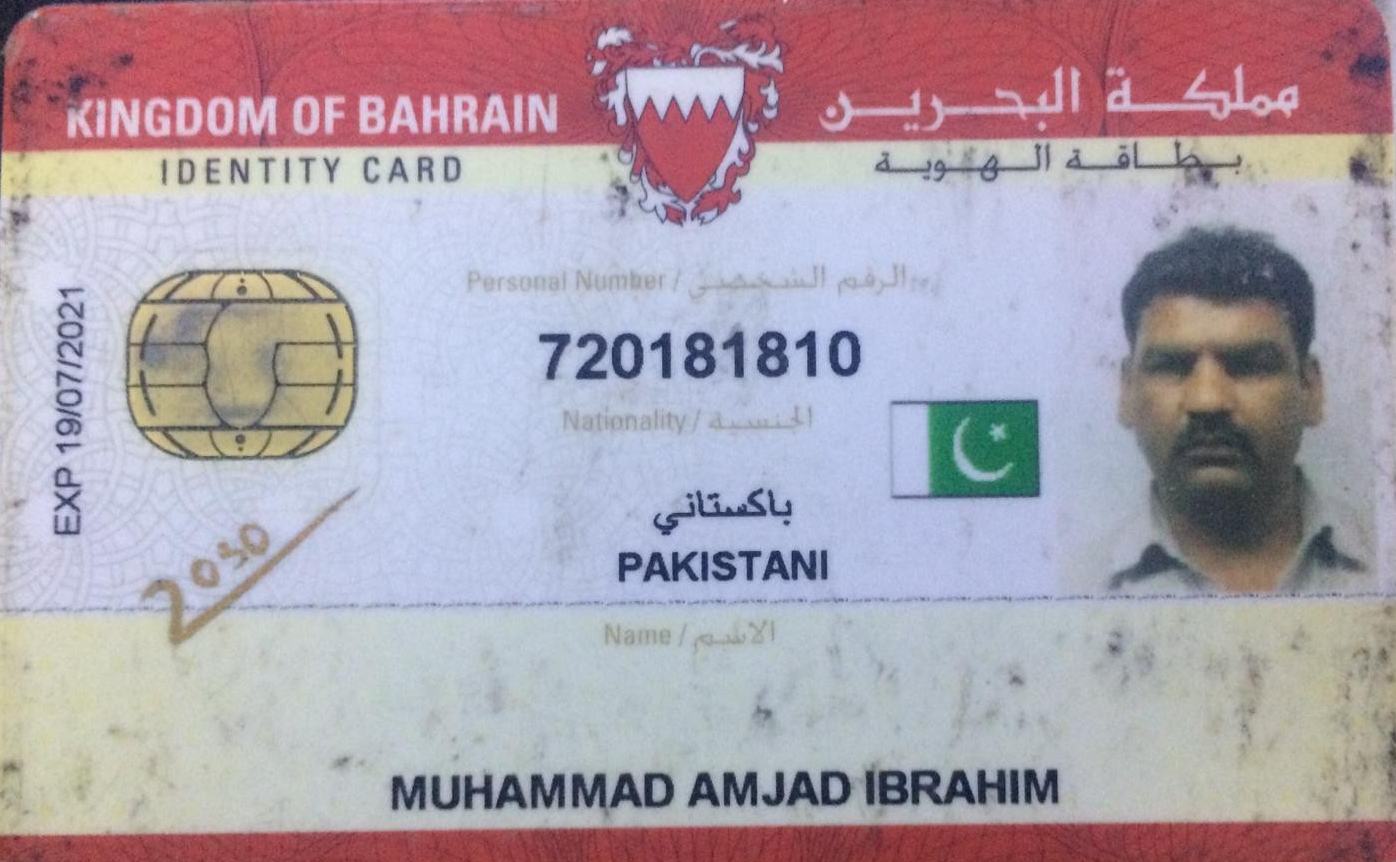 KINGDOM OF BAHRAIN مملكة البحرين
IDENTITY CARD بطاقة الهوية
Personal Number / الرقم الشخصي
720181810
EXP 19/07/2021
Nationality / الجنسية
باكستاني
PAKISTANI
2030
Name / الاسم
MUHAMMAD AMJAD IBRAHIM